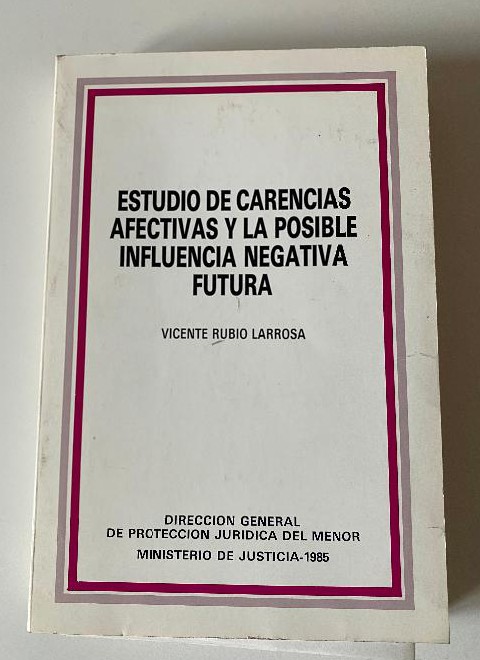 ESTUDIO DE CARENCIAS
AFECTIVAS Y LA POSIBLE
INFLUENCIA NEGATIVA
FUTURA
VICENTE RUBIO LARROSA
DIRECCION GENERAL
DE PROTECCION JURIDICA DEL MENOR
MINISTERIO DE JUSTICIA-1985